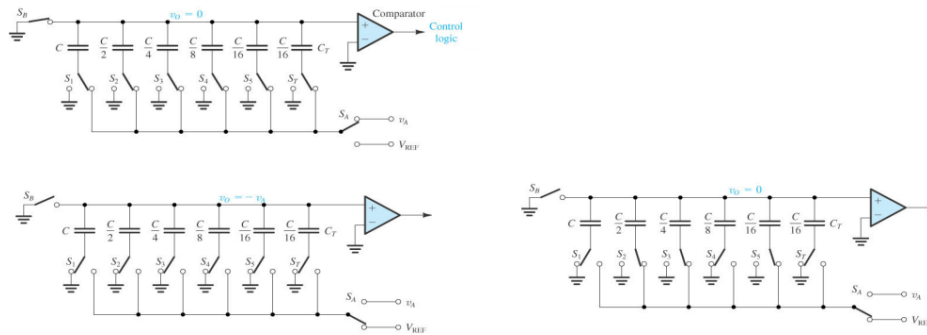 S_B
v_O = 0
Comparator
+
−
Control
logic
C C/2 C/4 C/8 C/16 C/16 C_T
S_1 S_2 S_3 S_4 S_5 S_T
S_A
v_A
V_REF
S_B
v_O = − v_A
+
−
C C/2 C/4 C/8 C/16 C/16 C_T
S_1 S_2 S_3 S_4 S_5 S_T
S_A
v_A
V_REF
S_B
v_O = 0
+
−
C C/2 C/4 C/8 C/16 C/16 C_T
S_1 S_2 S_3 S_4 S_5 S_T
S_A
v_A